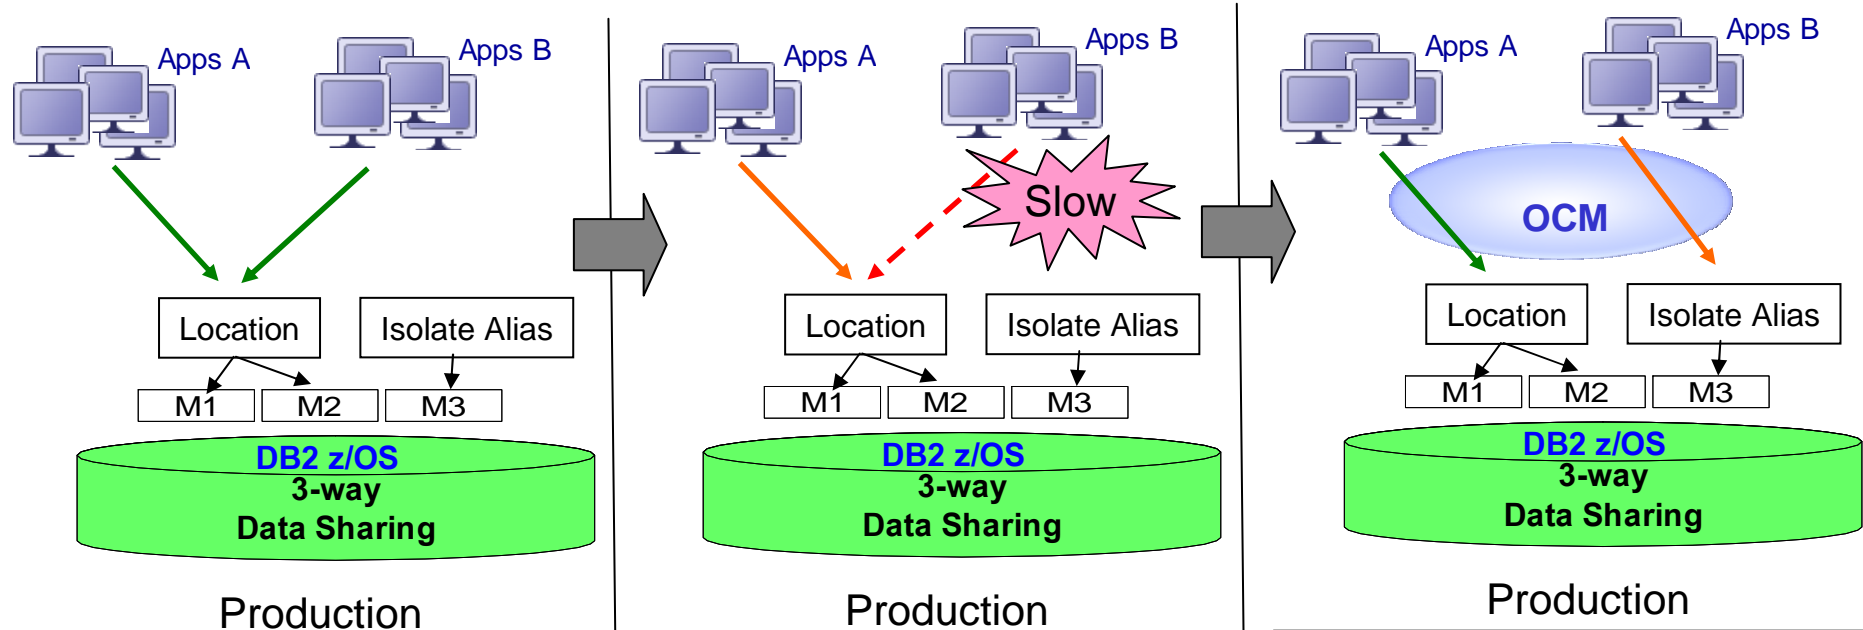 Apps A
Apps B
Location
Isolate Alias
M1
M2
M3
DB2 z/OS
3-way
Data Sharing
Production
Apps A
Apps B
Slow
Location
Isolate Alias
M1
M2
M3
DB2 z/OS
3-way
Data Sharing
Production
Apps A
Apps B
OCM
Location
Isolate Alias
M1
M2
M3
DB2 z/OS
3-way
Data Sharing
Production